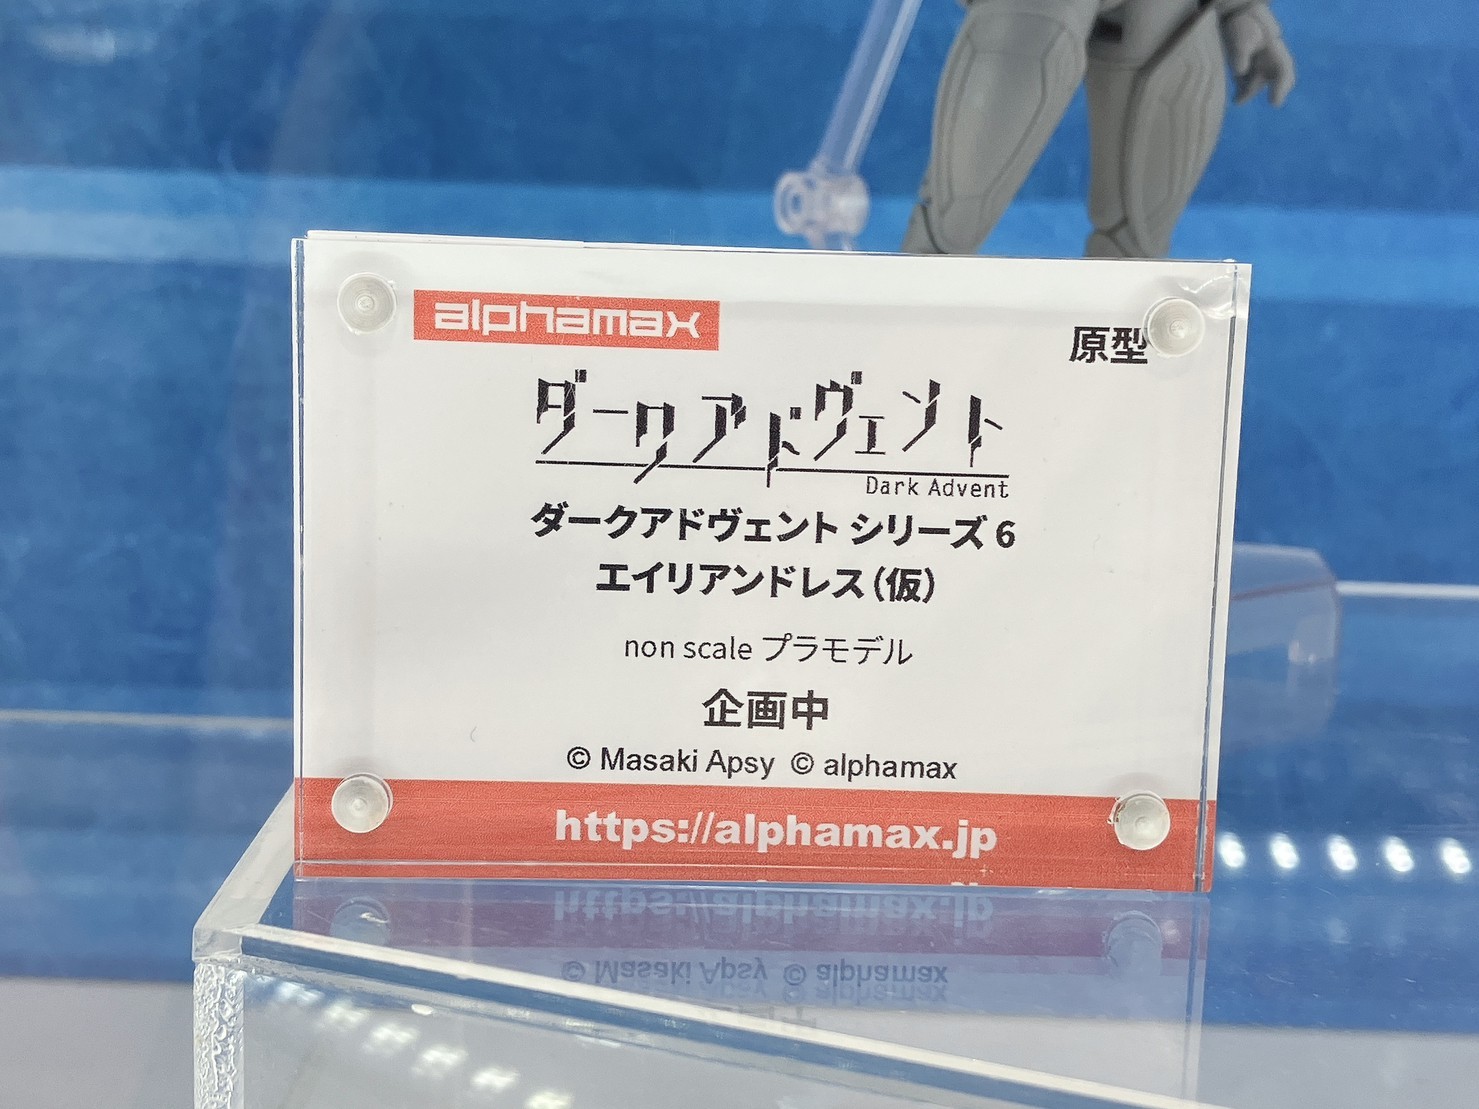 alphamax
原型
ダークアドヴェント
Dark Advent
ダークアドヴェント シリーズ 6
エイリアンドレス（仮）
non scale プラモデル
企画中
© Masaki Apsy © alphamax
https://alphamax.jp